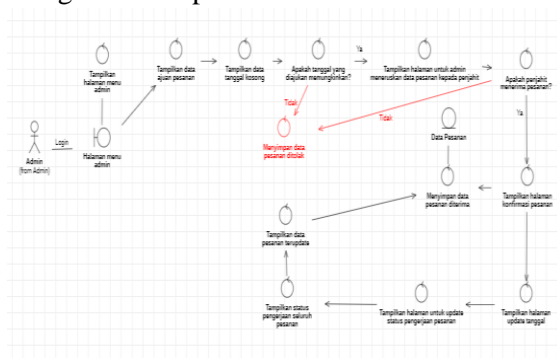 Tampilkan
halaman menu
admin
Tampilkan data
ajuan pesanan
Tampilkan data
tanggal kosong
Apakah tanggal yang
diajukan memungkinkan?
Ya
Tampilkan halaman untuk admin
meneruskan data pesanan kepada penjahit
Apakah penjahit
menerima pesanan?
Tidak
Tidak
Ya
Login
Admin
(from Admin)
Halaman menu
admin
Menyimpan data
pesanan ditolak
Data Pesanan
Menyimpan data
pesanan diterima
Tampilkan halaman
konfirmasi pesanan
Tampilkan data
pesanan terupdate
Tampilkan status
pengerjaan seluruh
pesanan
Tampilkan halaman untuk update
status pengerjaan pesanan
Tampilkan halaman
update tanggal